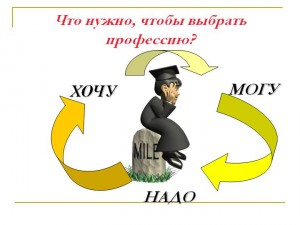 Что нужно, чтобы выбрать
профессию?
ХОЧУ
МОГУ
MILE
НАДО